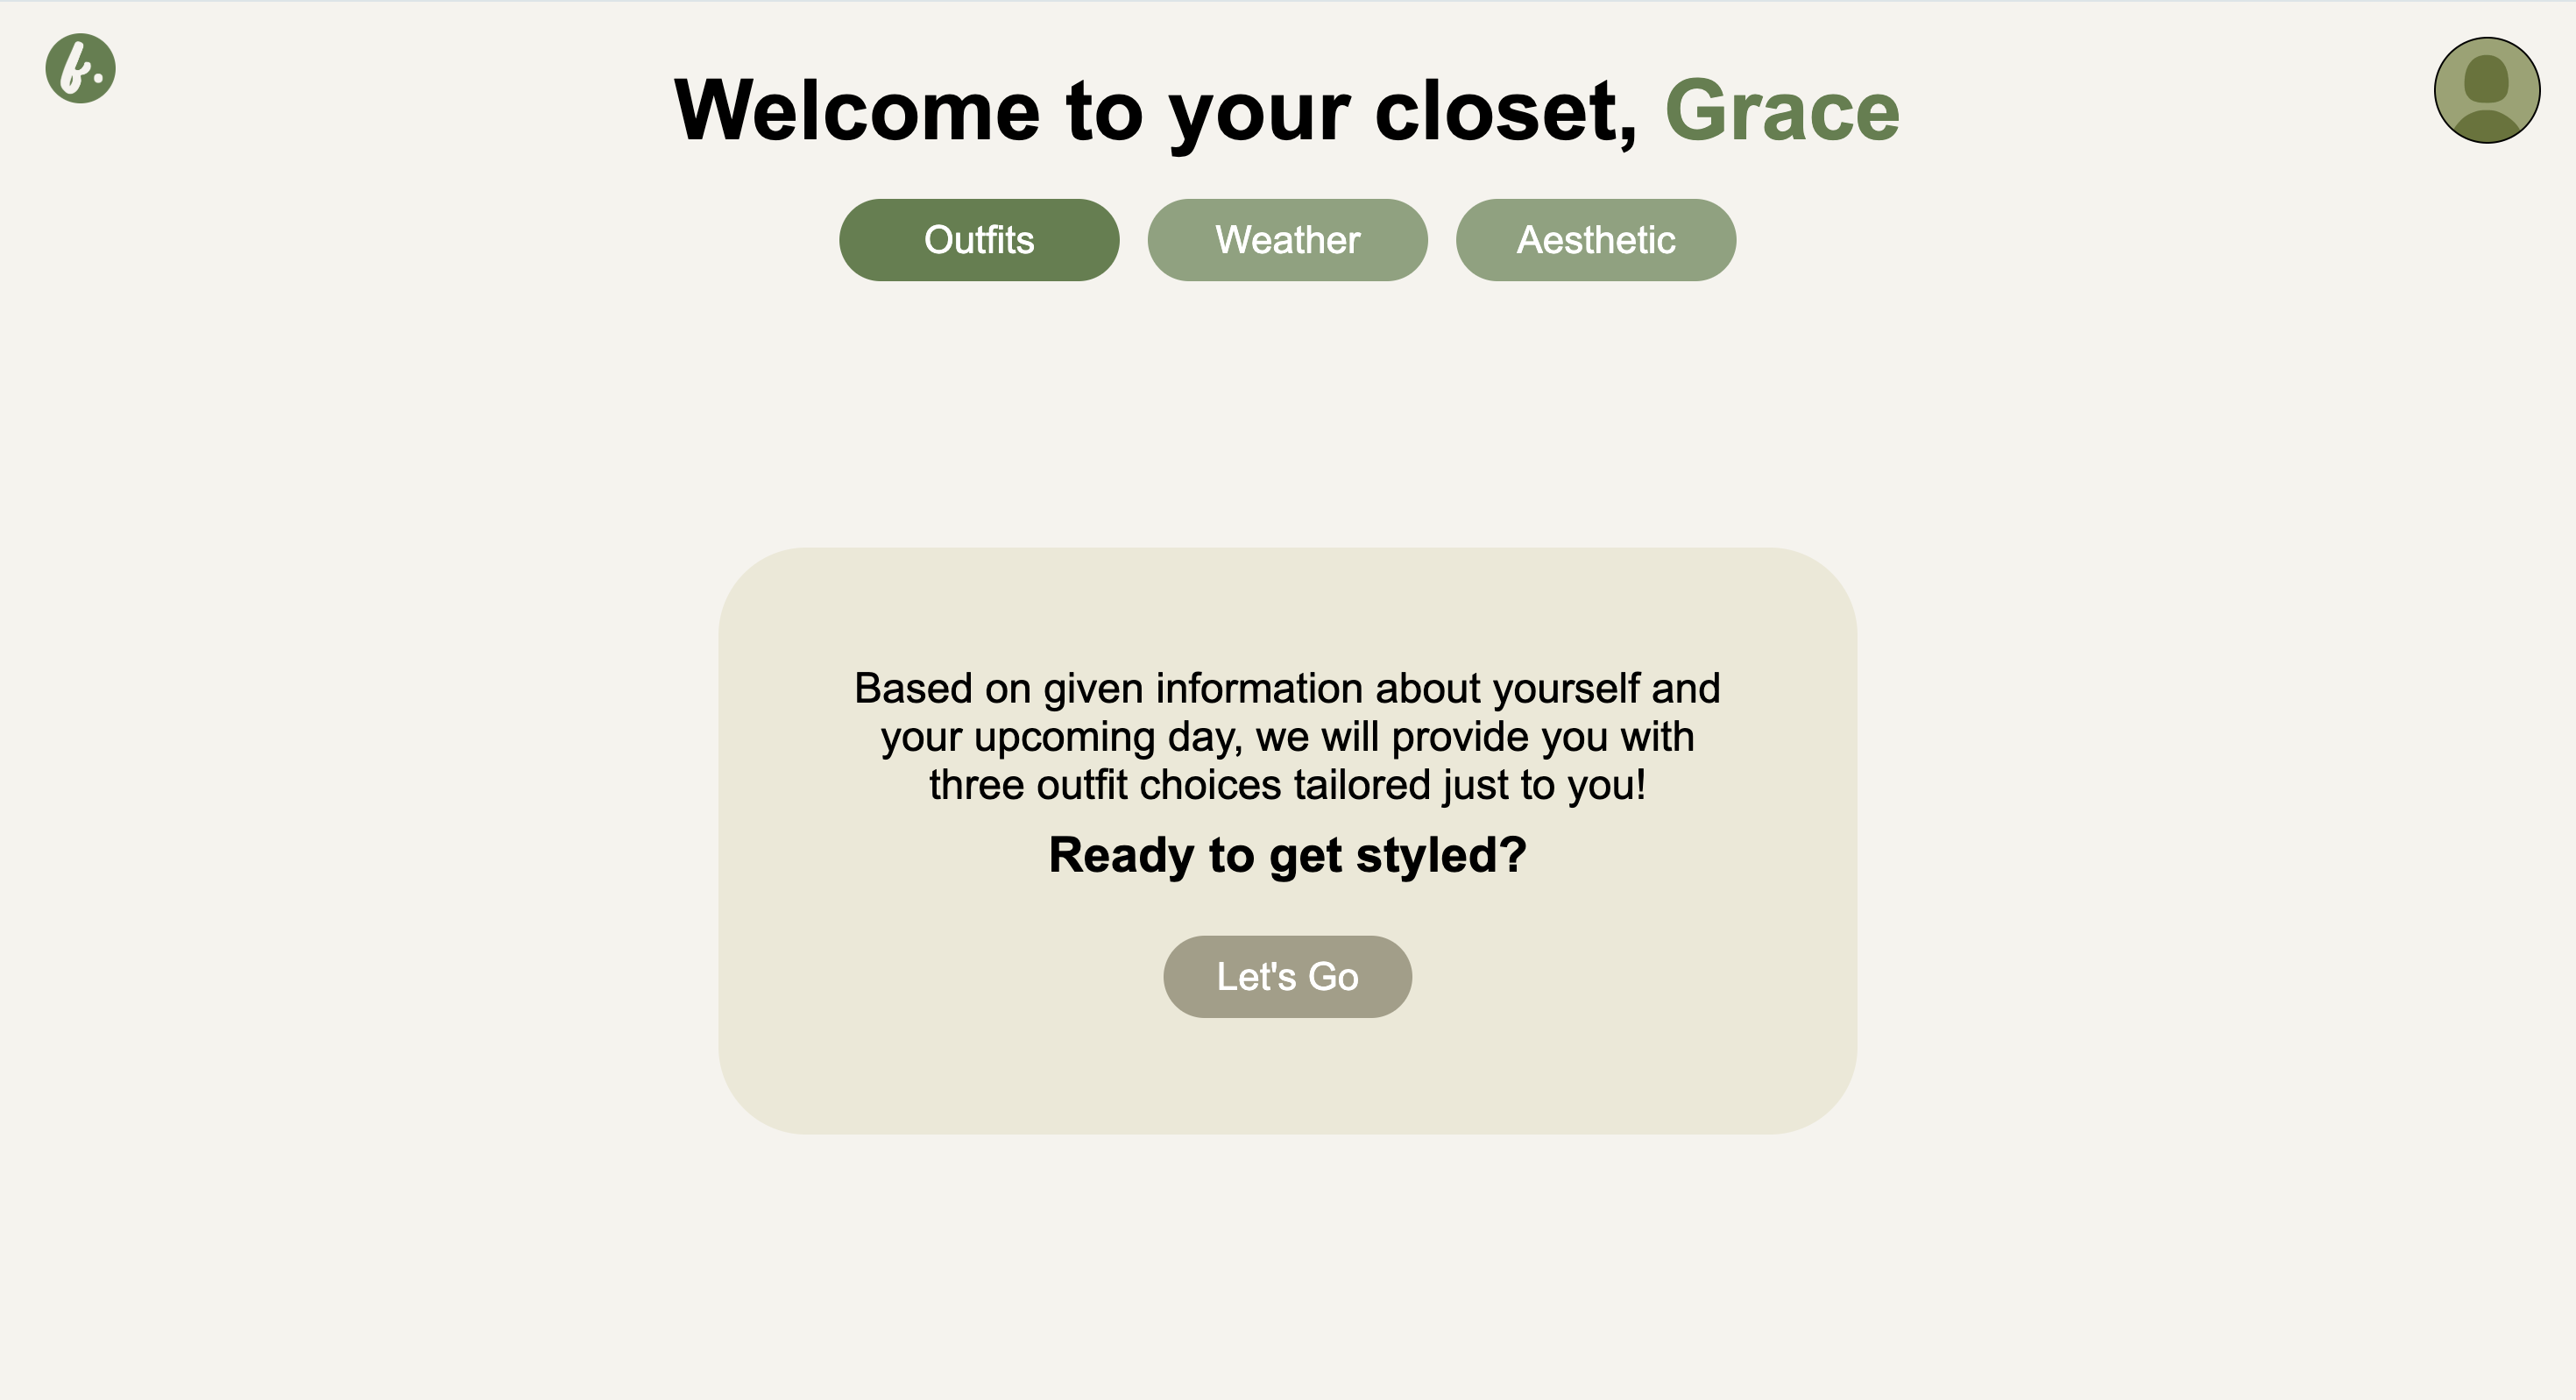 k.
Welcome to your closet, Grace
Outfits
Weather
Aesthetic
Based on given information about yourself and
your upcoming day, we will provide you with
three outfit choices tailored just to you!
Ready to get styled?
Let's Go